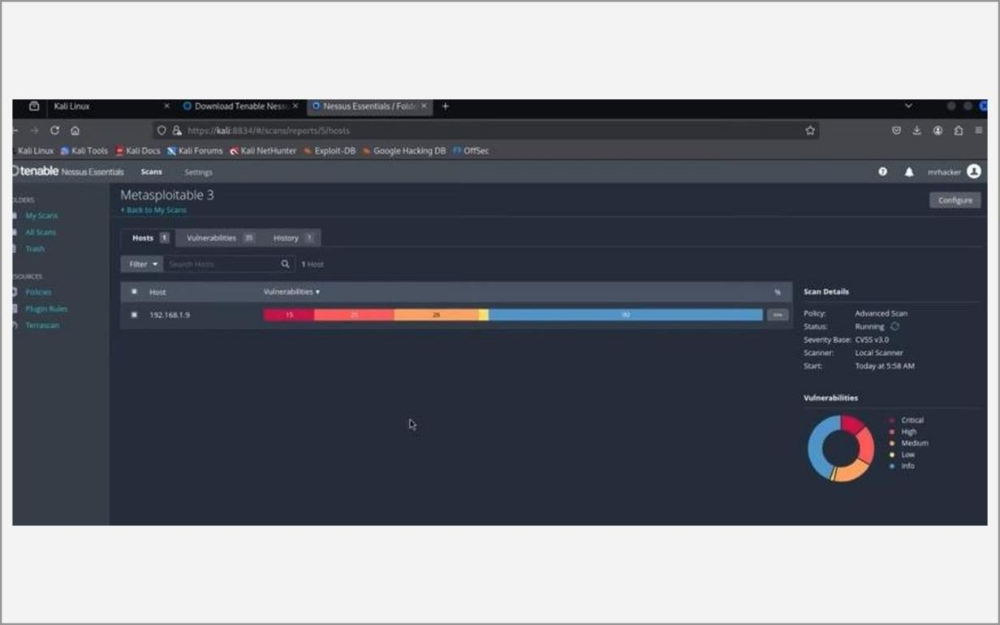 Kali Linux
Download Tenable Nessu
Nessus Essentials / Folde
https://kali:8834/#/scans/reports/5/hosts
Kali Linux Kali Tools Kali Docs Kali Forums Kali NetHunter Exploit-DB Google Hacking DB OffSec
tenable Nessus Essentials Scans Settings mrhacker
OLDERS
My Scans
All Scans
Trash
SOURCES
Policies
Plugin Rules
Terrascan
Metasploitable 3
Back to My Scans
Configure
Hosts 1 Vulnerabilities 35 History 1
Filter Search Hosts 1 Host
Host Vulnerabilities %
192.168.1.9 15 25 26 90
Scan Details
Policy: Advanced Scan
Status: Running
Severity Base: CVSS v3.0
Scanner: Local Scanner
Start: Today at 5:58 AM
Vulnerabilities
Critical
High
Medium
Low
Info